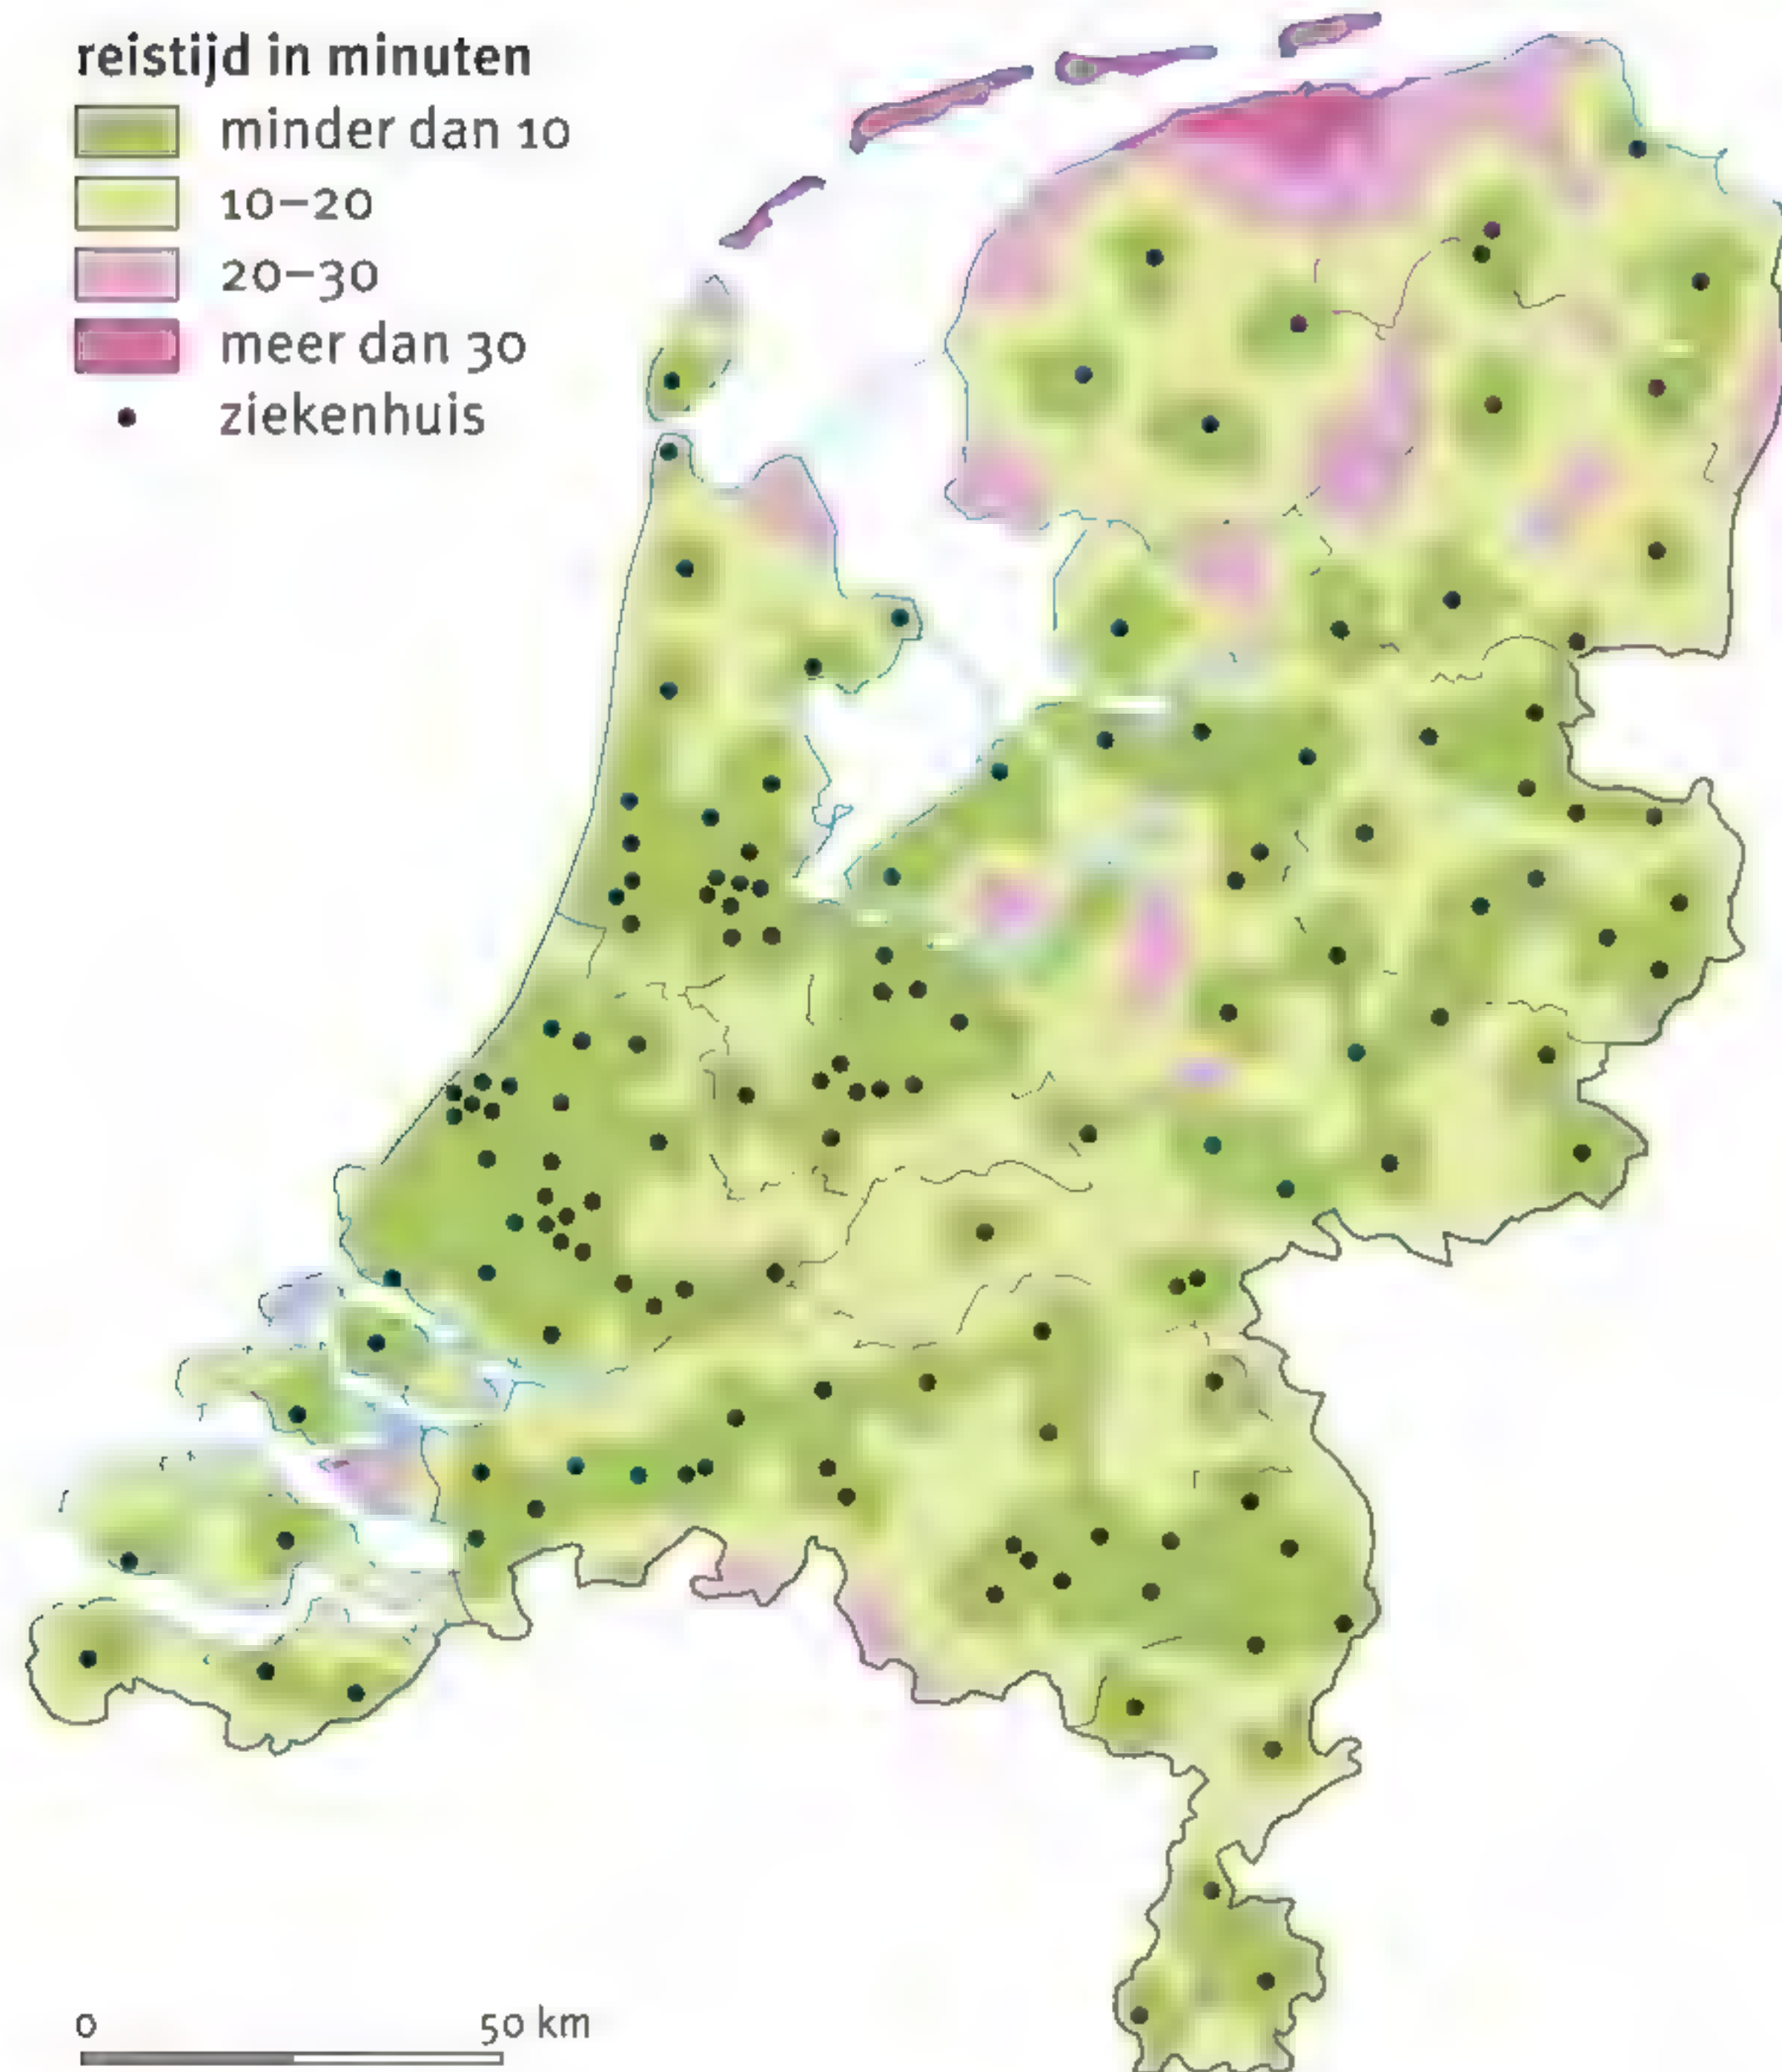 reistijd in minuten
minder dan 10
10–20
20–30
meer dan 30
ziekenhuis
0 50 km